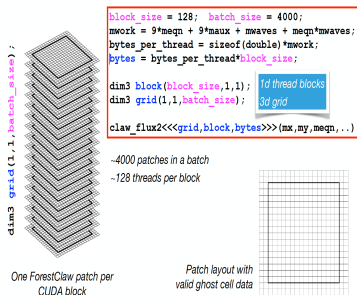 block_size = 128; batch_size = 4000;
mwork = 9*meqn + 9*maux + mwaves + meqn*mwaves;
bytes_per_thread = sizeof(double)*mwork;
bytes = bytes_per_thread*block_size;
dim3 block(block_size,1,1);
dim3 grid(1,1,batch_size);
1d thread blocks
3d grid
claw_flux2<<<grid,block,bytes>>>(mx,my,meqn,..)
dim3 grid(1,1,batch_size);
~4000 patches in a batch
~128 threads per block
One ForestClaw patch per
CUDA block
Patch layout with
valid ghost cell data